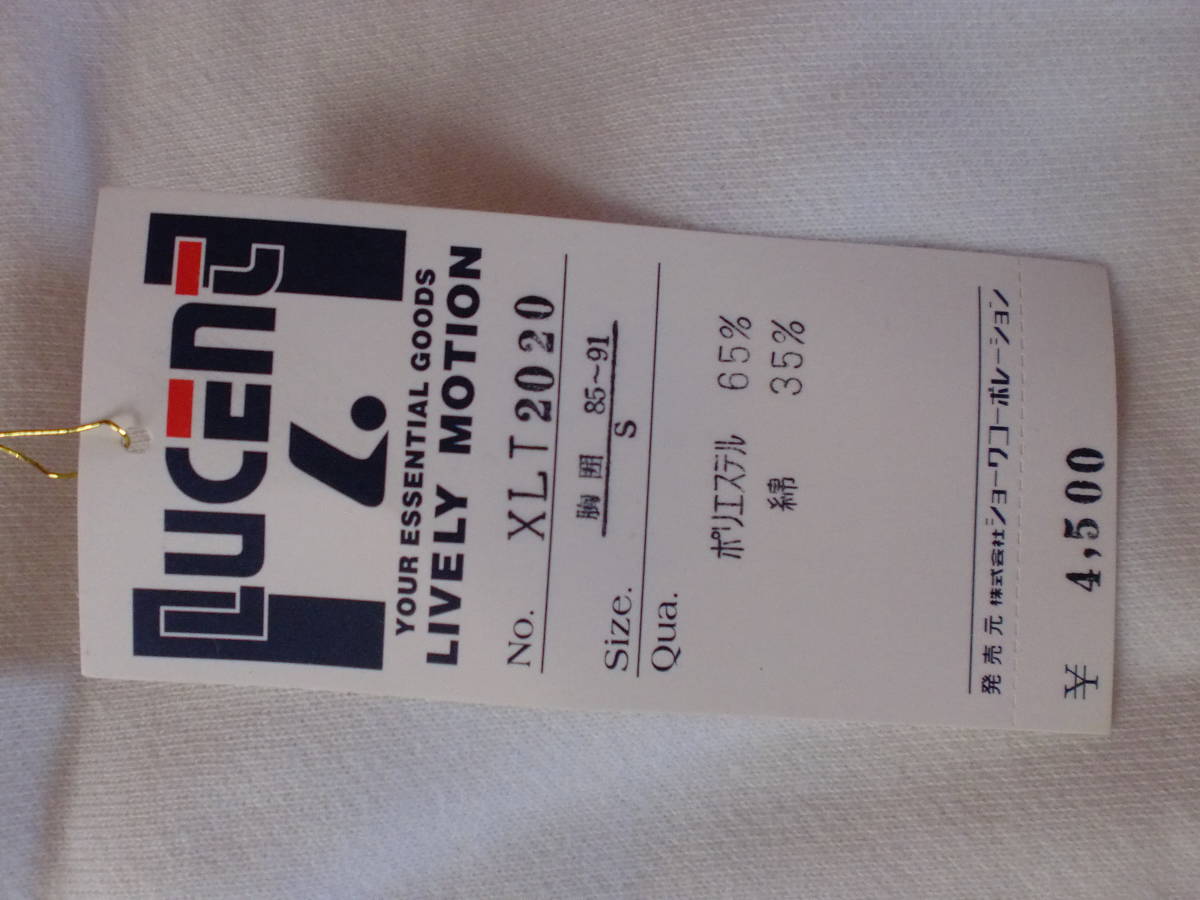 LUCENT
YOUR ESSENTIAL GOODS
LIVELY MOTION
No. XLT2020
胸囲 85~91
Size. S
Qua.
ポリエステル 65%
綿 35%
発売元 株式会社ショーワコーポレーション
¥ 4,500